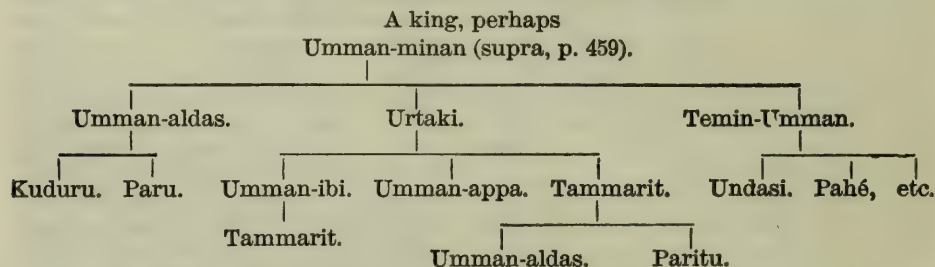 A king, perhaps
Umman-minan (supra, p. 459).
Umman-aldas. Urtaki. Temin-Umman.
Kuduru. Paru. Umman-ibi. Umman-appa. Tammarit. Undasi. Pahé, etc.
Tammarit.
Umman-aldas. Paritu.